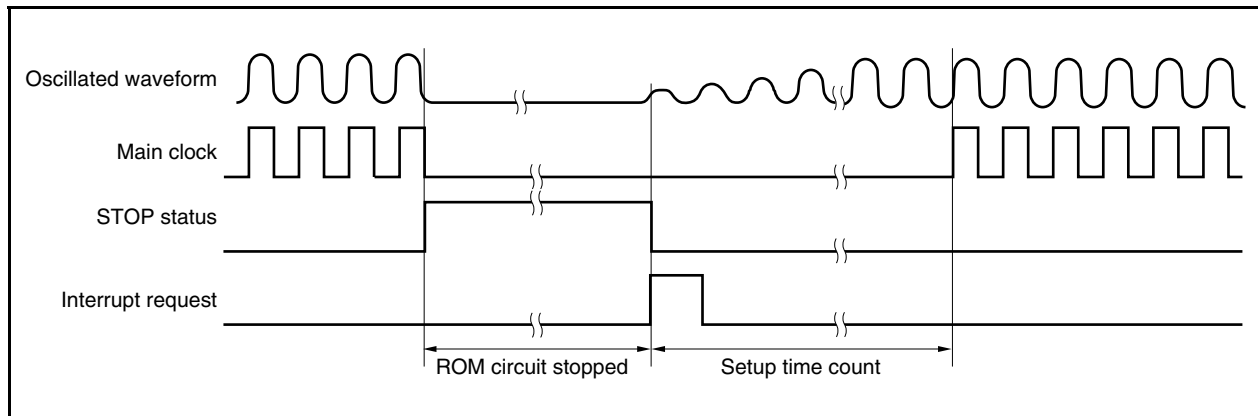 Oscillated waveform
Main clock
STOP status
Interrupt request
ROM circuit stopped
Setup time count